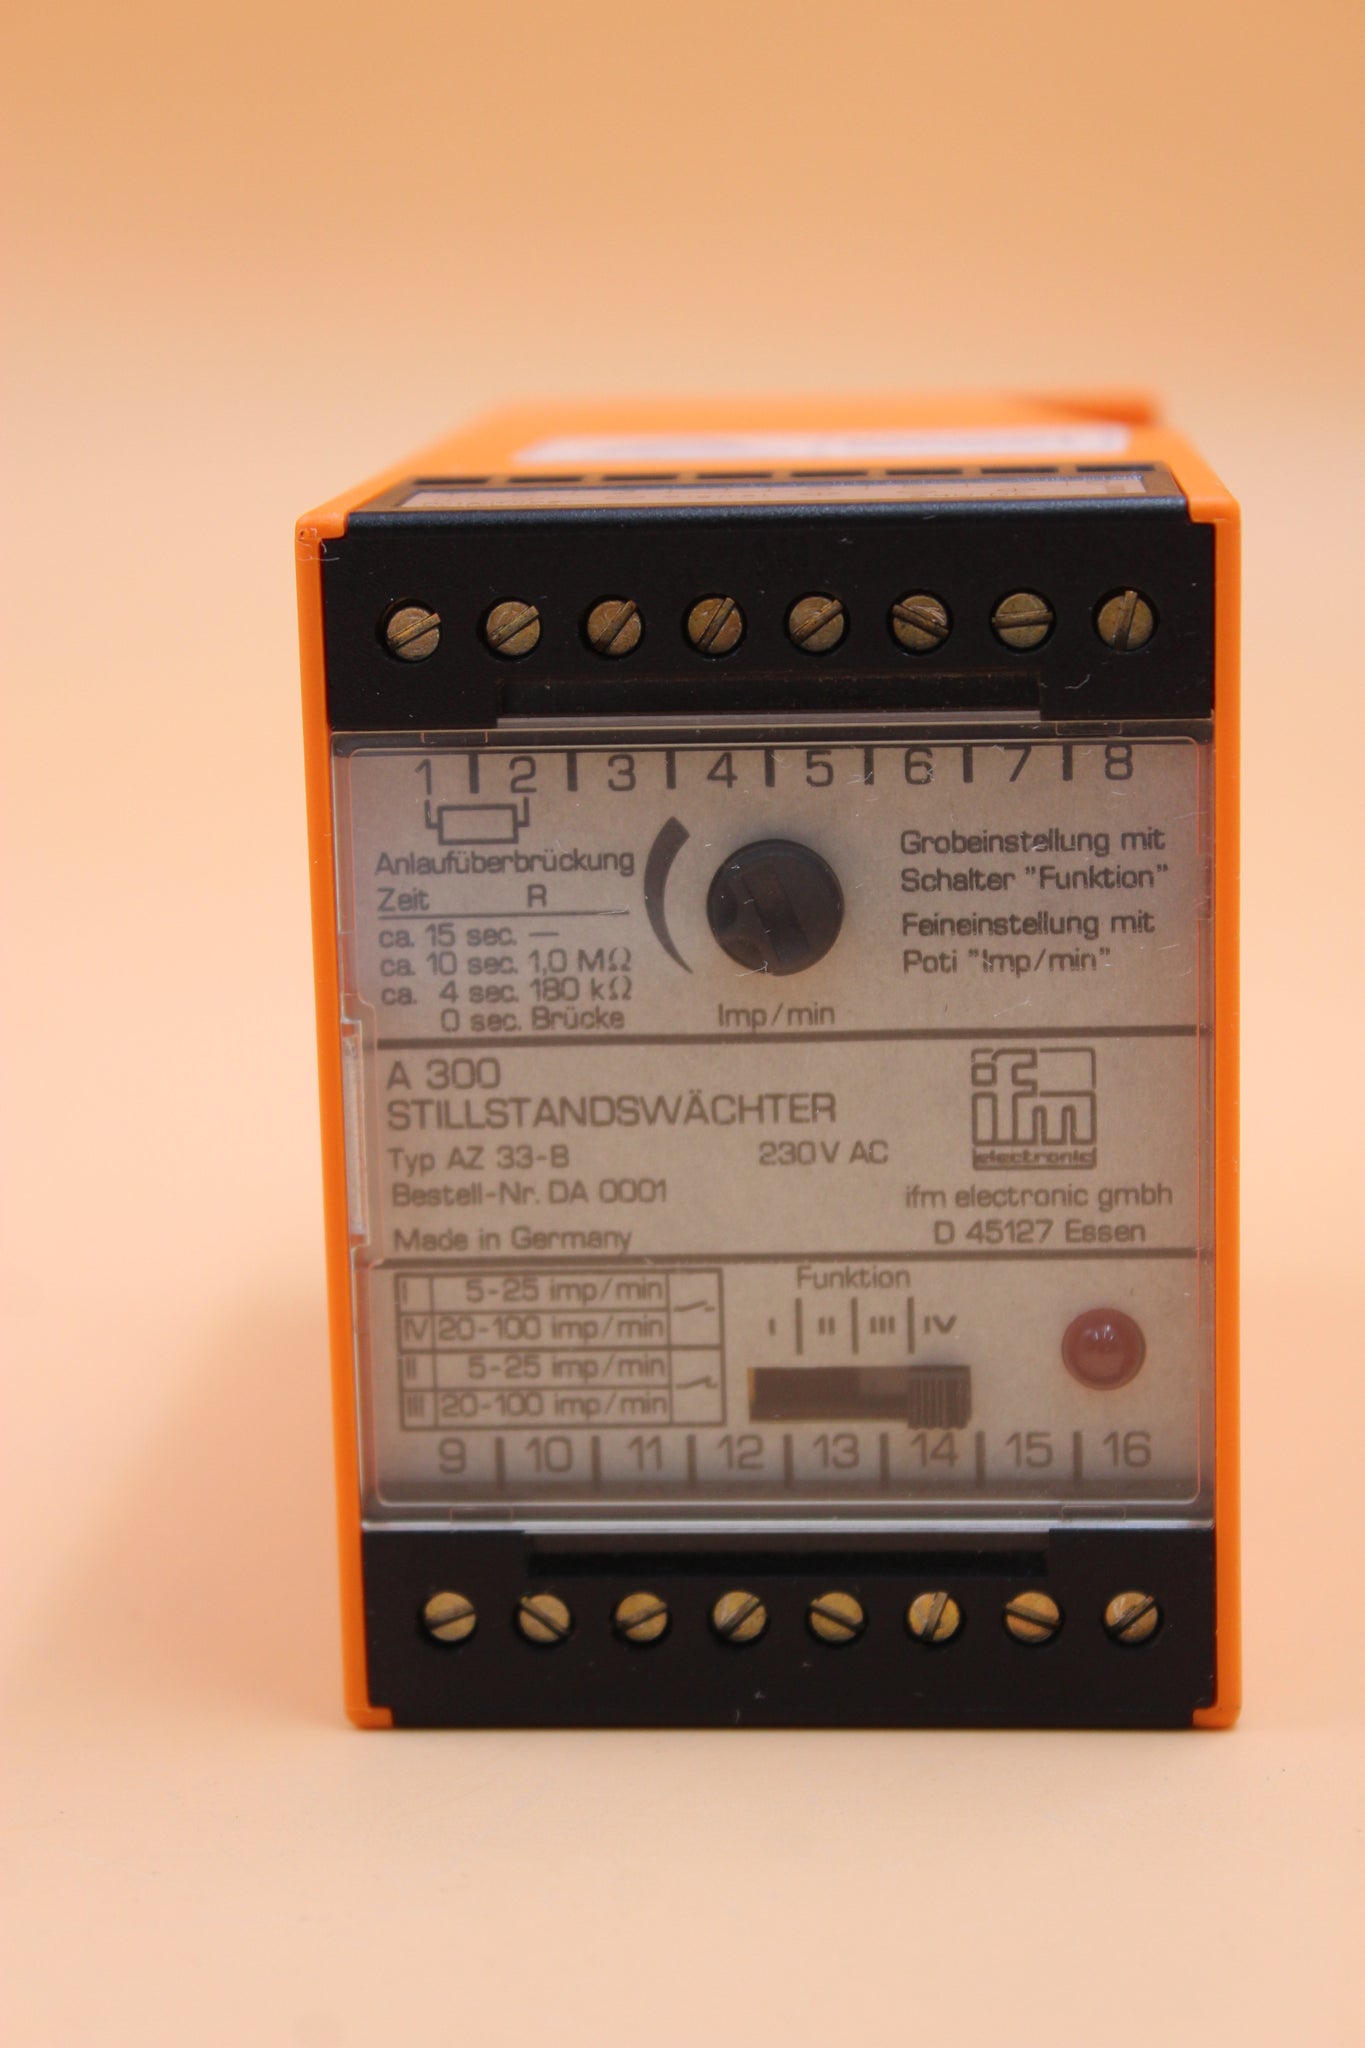 1 2 3 4 5 6 7 8
Anlaufüberbrückung
Zeit R
ca. 15 sec. —
ca. 10 sec. 1,0 MΩ
ca. 4 sec. 180 kΩ
0 sec. Brücke
Imp/min
Grobeinstellung mit
Schalter "Funktion"
Feineinstellung mit
Poti "Imp/min"
A 300
STILLSTANDSWÄCHTER
Typ AZ 33-B 230V AC
Bestell-Nr. DA 0001
Made in Germany
ifm
electronic
ifm electronic gmbh
D 45127 Essen
I 5-25 imp/min
IV 20-100 imp/min
II 5-25 imp/min
III 20-100 imp/min
Funktion
I II III IV
9 10 11 12 13 14 15 16